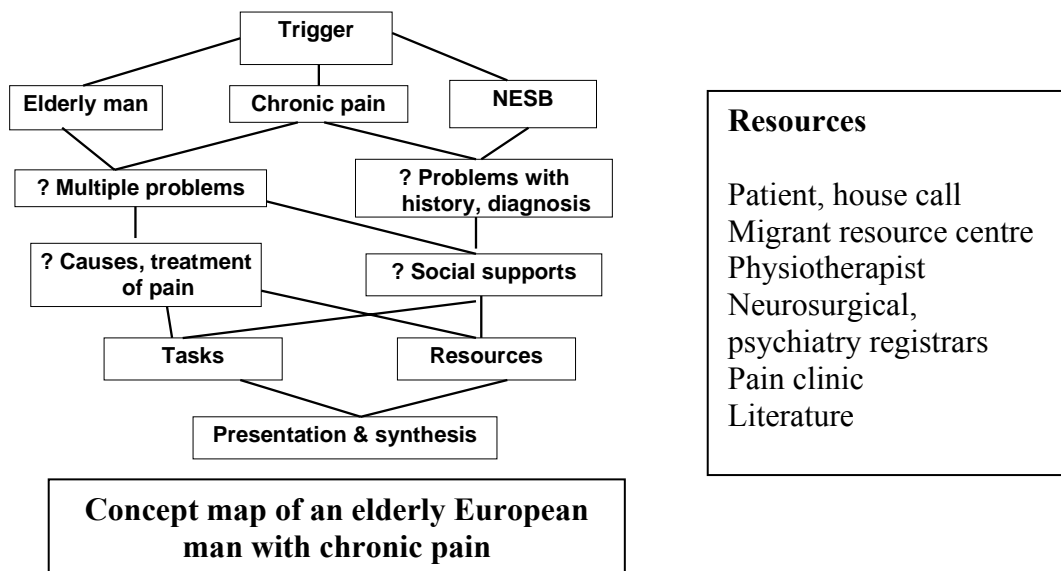 Trigger
Elderly man
Chronic pain
NESB
? Multiple problems
? Problems with
history, diagnosis
? Causes, treatment
of pain
? Social supports
Tasks
Resources
Presentation & synthesis
Concept map of an elderly European
man with chronic pain
Resources
Patient, house call
Migrant resource centre
Physiotherapist
Neurosurgical,
psychiatry registrars
Pain clinic
Literature